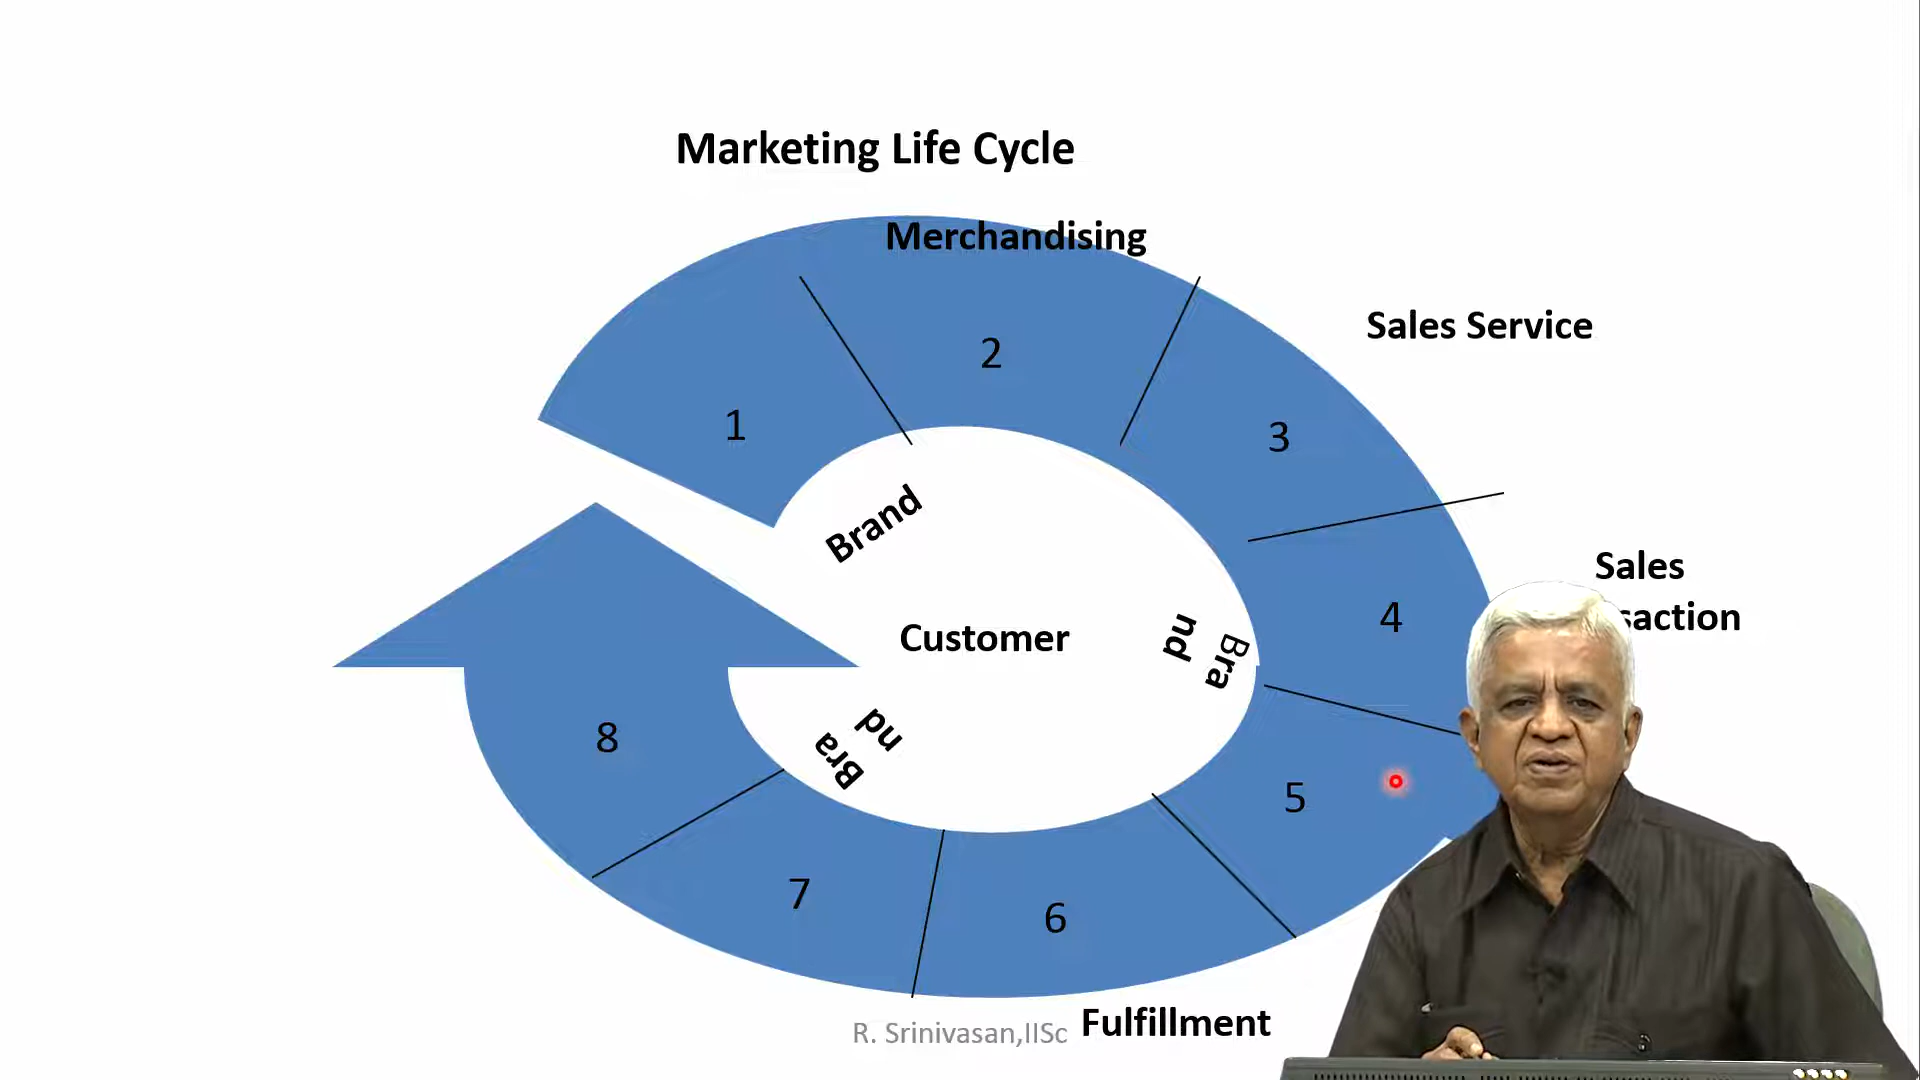 Marketing Life Cycle
Merchandising
Sales Service
2
1
3
Brand
Sales
4
Customer
Bra
nd
Bra
nd
8
5
7
6
Fulfillment
R. Srinivasan,IISc